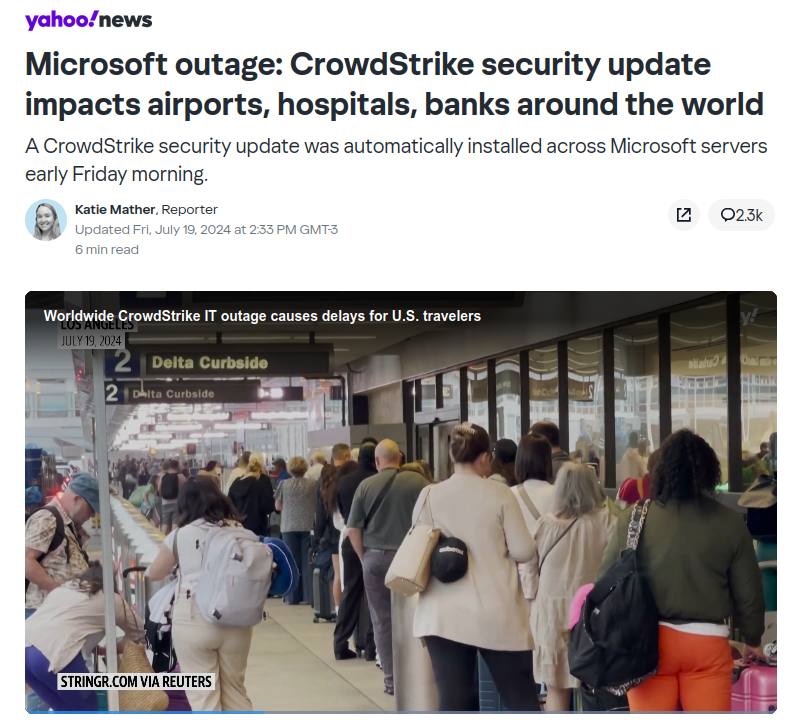 yahoo!news
Microsoft outage: CrowdStrike security update
impacts airports, hospitals, banks around the world
A CrowdStrike security update was automatically installed across Microsoft servers
early Friday morning.
Katie Mather, Reporter
Updated Fri, July 19, 2024 at 2:33 PM GMT-3
6 min read
2.3k
Worldwide CrowdStrike IT outage causes delays for U.S. travelers
LOS ANGELES
JULY 19, 2024
y!
2 Delta Curbside
2 Delta Curbside
STRINGR.COM VIA REUTERS